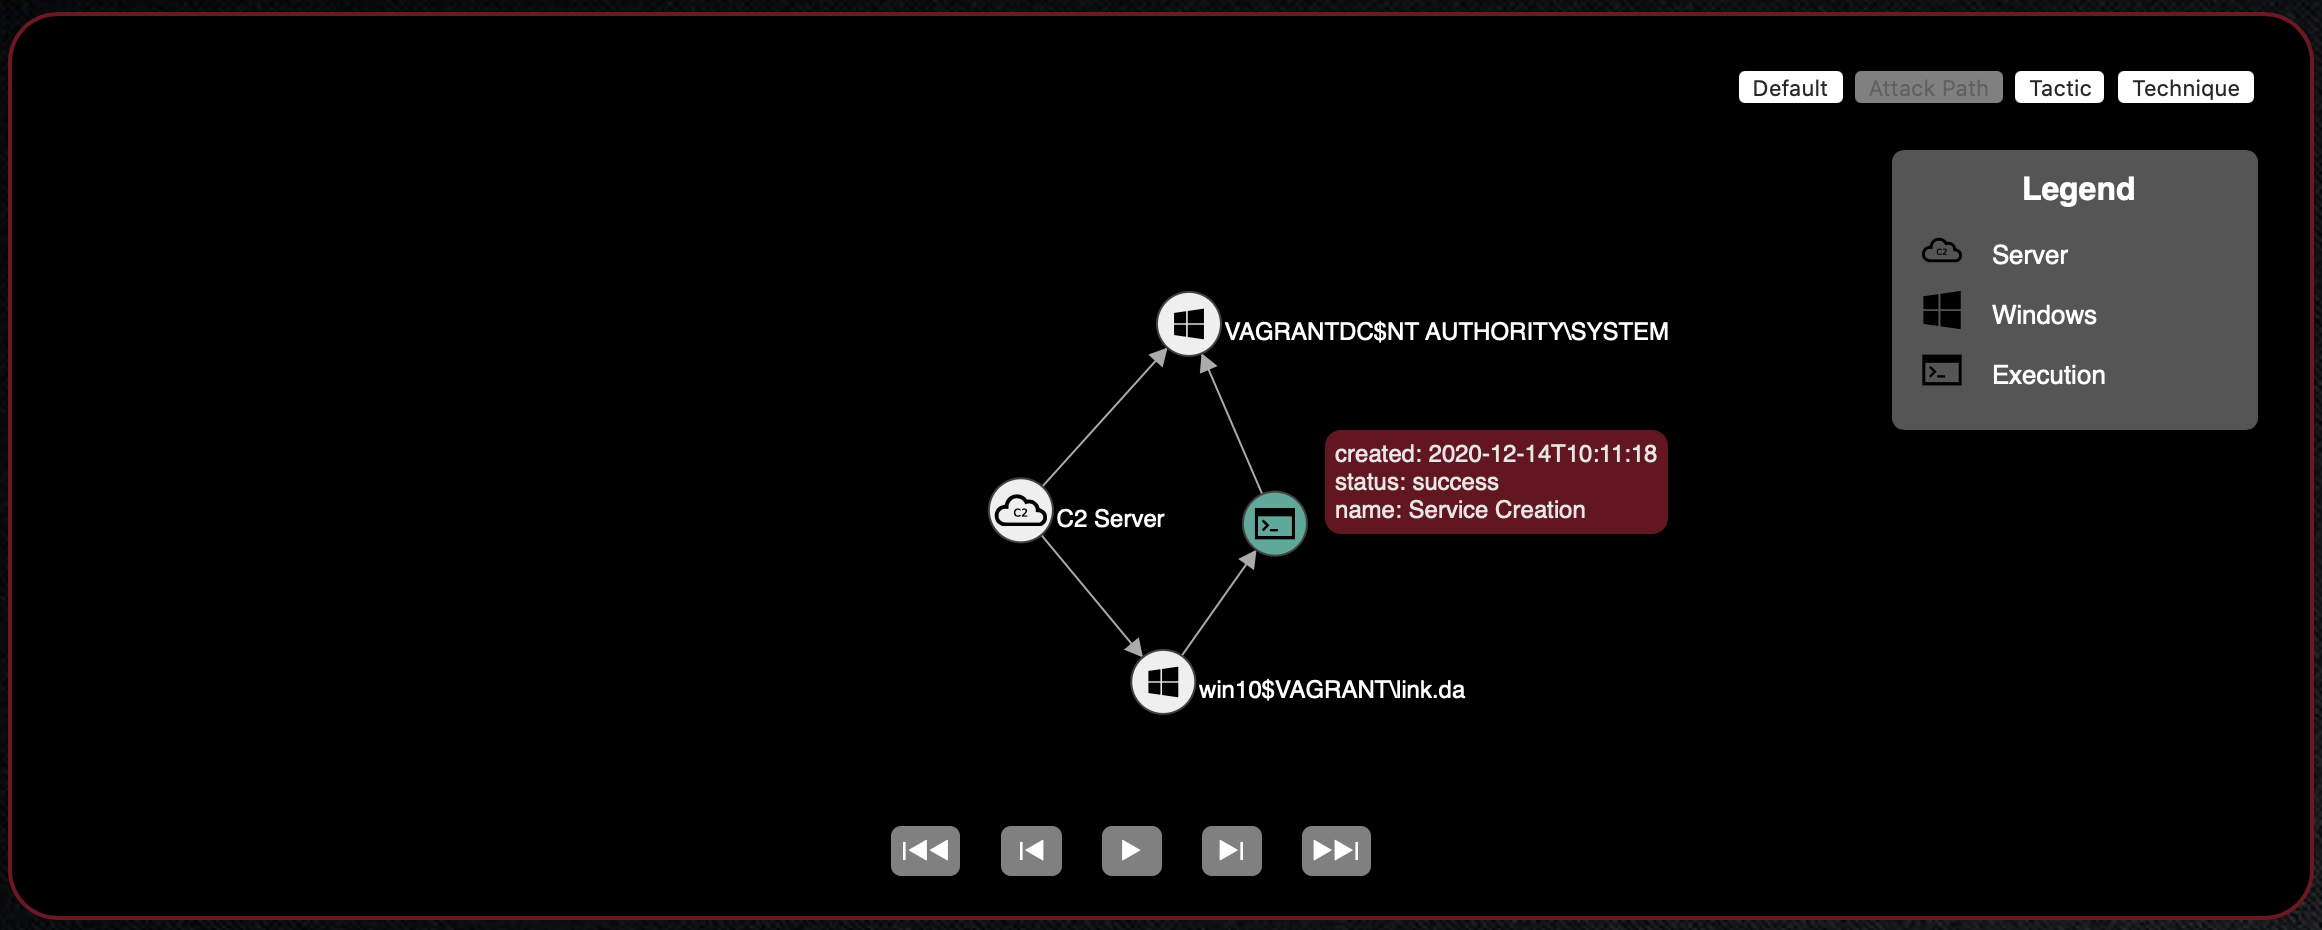 Default
Attack Path
Tactic
Technique
Legend
C2
Server
Windows
Execution
VAGRANTDC$NT AUTHORITY\SYSTEM
created: 2020-12-14T10:11:18
status: success
name: Service Creation
C2
C2 Server
win10$VAGRANT\link.da